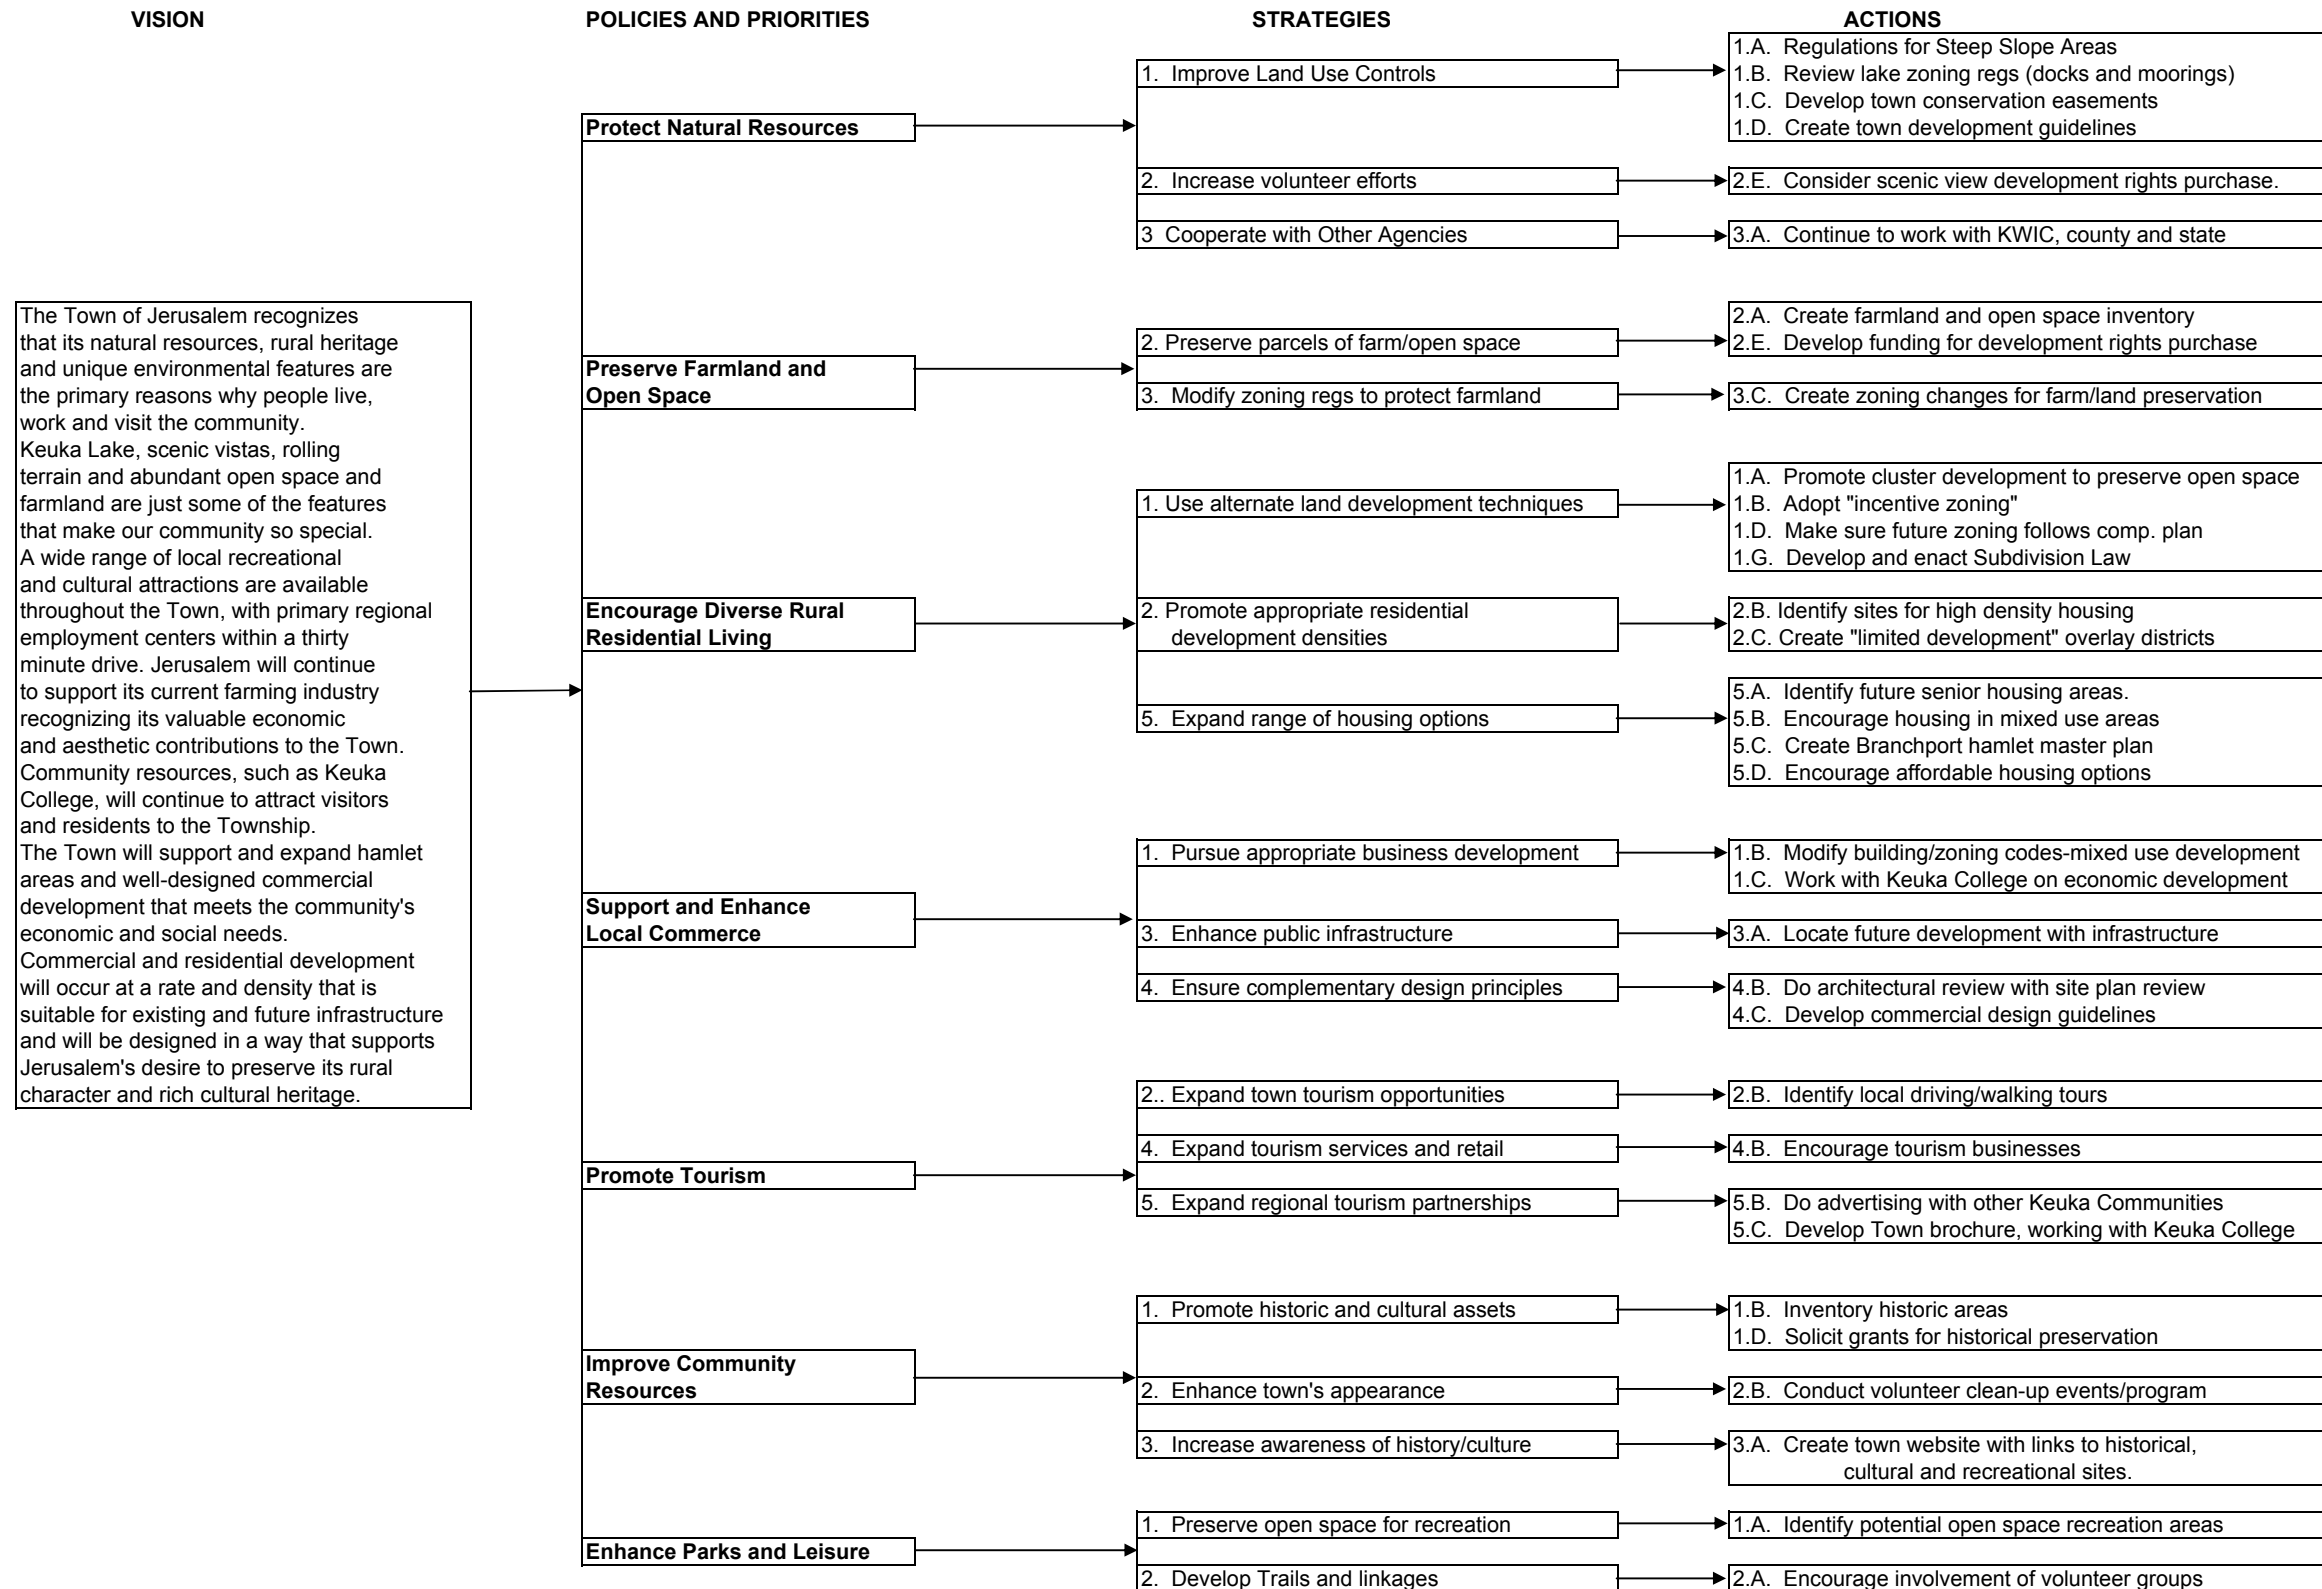 VISION
POLICIES AND PRIORITIES
STRATEGIES
ACTIONS
The Town of Jerusalem recognizes
that its natural resources, rural heritage
and unique environmental features are
the primary reasons why people live,
work and visit the community.
Keuka Lake, scenic vistas, rolling
terrain and abundant open space and
farmland are just some of the features
that make our community so special.
A wide range of local recreational
and cultural attractions are available
throughout the Town, with primary regional
employment centers within a thirty
minute drive. Jerusalem will continue
to support its current farming industry
recognizing its valuable economic
and aesthetic contributions to the Town.
Community resources, such as Keuka
College, will continue to attract visitors
and residents to the Township.
The Town will support and expand hamlet
areas and well-designed commercial
development that meets the community's
economic and social needs.
Commercial and residential development
will occur at a rate and density that is
suitable for existing and future infrastructure
and will be designed in a way that supports
Jerusalem's desire to preserve its rural
character and rich cultural heritage.
Protect Natural Resources
1. Improve Land Use Controls
1.A. Regulations for Steep Slope Areas
1.B. Review lake zoning regs (docks and moorings)
1.C. Develop town conservation easements
1.D. Create town development guidelines
2. Increase volunteer efforts
2.E. Consider scenic view development rights purchase.
3 Cooperate with Other Agencies
3.A. Continue to work with KWIC, county and state
Preserve Farmland and
Open Space
2. Preserve parcels of farm/open space
2.A. Create farmland and open space inventory
2.E. Develop funding for development rights purchase
3. Modify zoning regs to protect farmland
3.C. Create zoning changes for farm/land preservation
Encourage Diverse Rural
Residential Living
1. Use alternate land development techniques
1.A. Promote cluster development to preserve open space
1.B. Adopt "incentive zoning"
1.D. Make sure future zoning follows comp. plan
1.G. Develop and enact Subdivision Law
2. Promote appropriate residential
development densities
2.B. Identify sites for high density housing
2.C. Create "limited development" overlay districts
5. Expand range of housing options
5.A. Identify future senior housing areas.
5.B. Encourage housing in mixed use areas
5.C. Create Branchport hamlet master plan
5.D. Encourage affordable housing options
Support and Enhance
Local Commerce
1. Pursue appropriate business development
1.B. Modify building/zoning codes-mixed use development
1.C. Work with Keuka College on economic development
3. Enhance public infrastructure
3.A. Locate future development with infrastructure
4. Ensure complementary design principles
4.B. Do architectural review with site plan review
4.C. Develop commercial design guidelines
Promote Tourism
2.. Expand town tourism opportunities
2.B. Identify local driving/walking tours
4. Expand tourism services and retail
4.B. Encourage tourism businesses
5. Expand regional tourism partnerships
5.B. Do advertising with other Keuka Communities
5.C. Develop Town brochure, working with Keuka College
Improve Community
Resources
1. Promote historic and cultural assets
1.B. Inventory historic areas
1.D. Solicit grants for historical preservation
2. Enhance town's appearance
2.B. Conduct volunteer clean-up events/program
3. Increase awareness of history/culture
3.A. Create town website with links to historical,
cultural and recreational sites.
Enhance Parks and Leisure
1. Preserve open space for recreation
1.A. Identify potential open space recreation areas
2. Develop Trails and linkages
2.A. Encourage involvement of volunteer groups